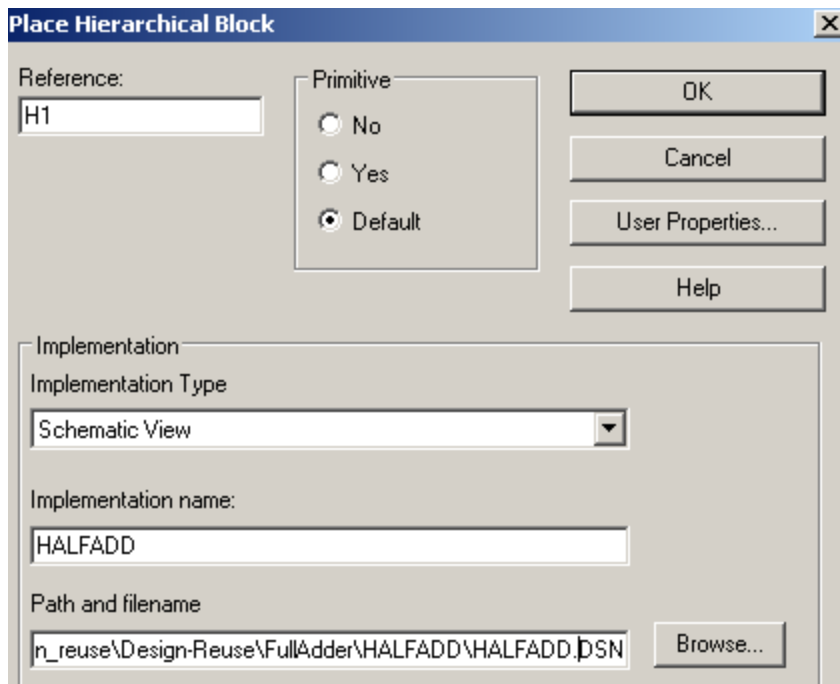 Place Hierarchical Block
Reference:
H1
Primitive
No
Yes
Default
OK
Cancel
User Properties...
Help
Implementation
Implementation Type
Schematic View
Implementation name:
HALFADD
Path and filename
n_reuse\Design-Reuse\FullAdder\HALFADD\HALFADD.DSN
Browse...